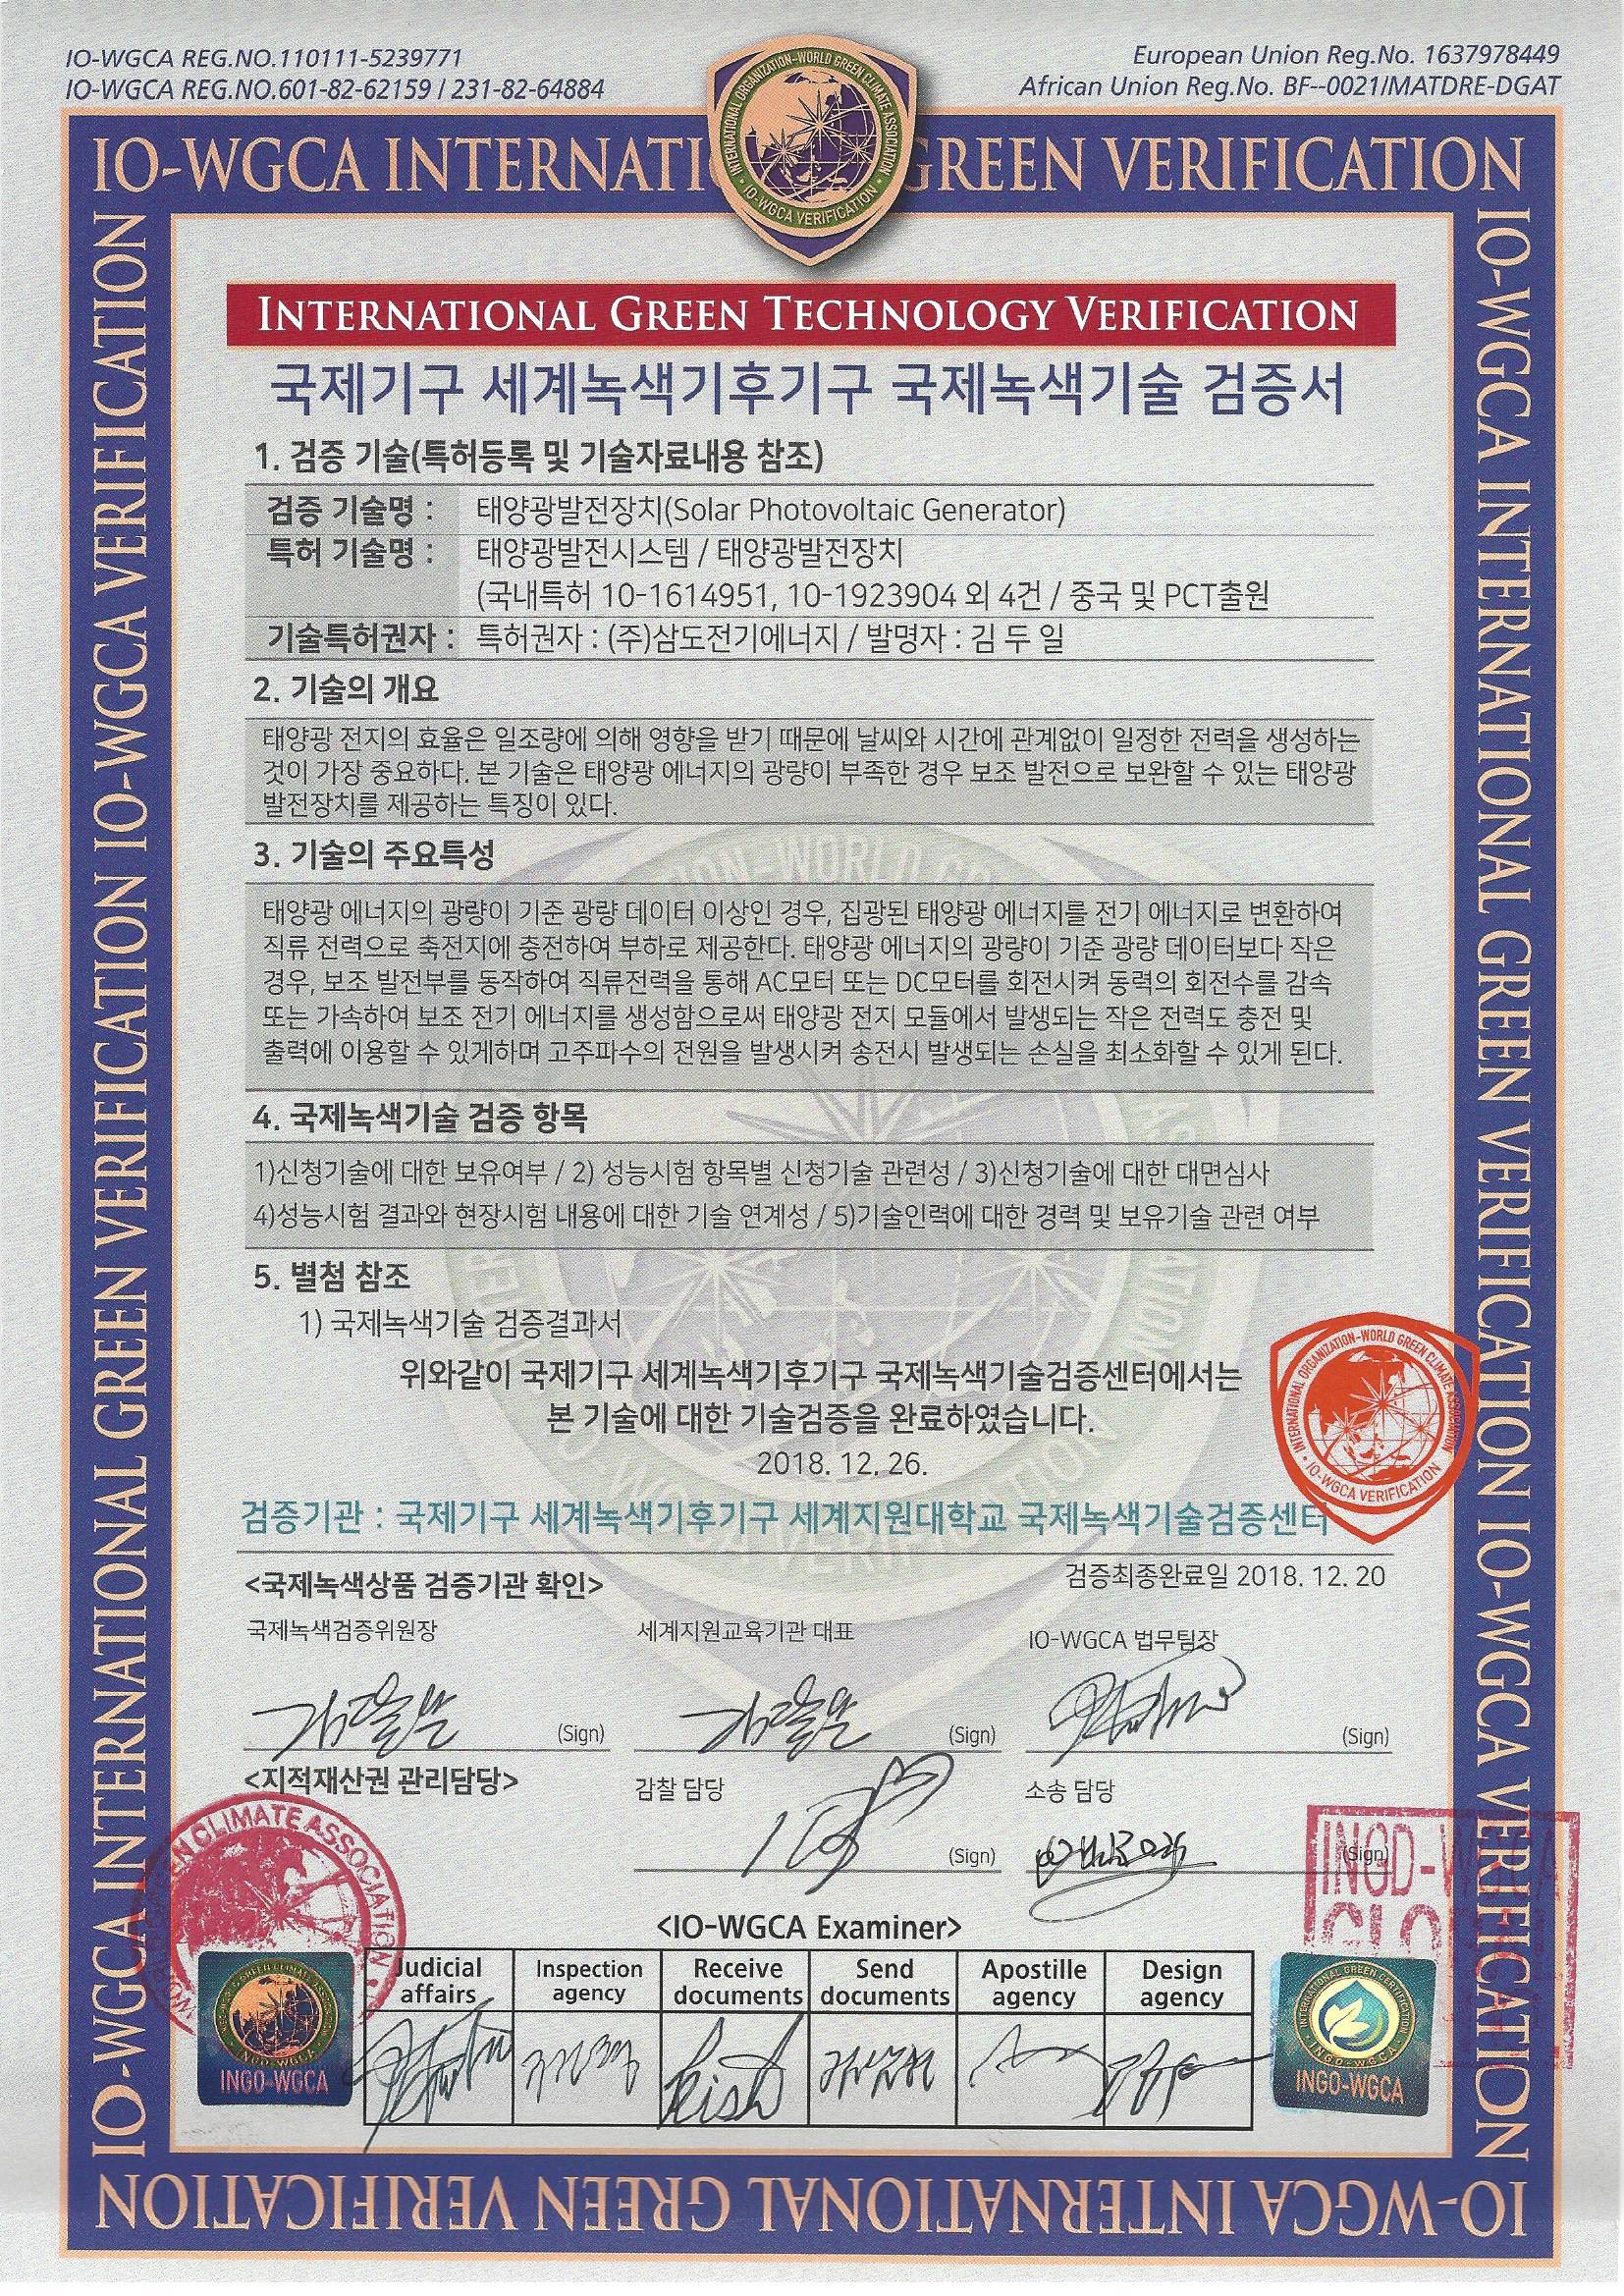 IO-WGCA REG.NO.110111-5239771
IO-WGCA REG.NO.601-82-62159 / 231-82-64884
European Union Reg.No. 1637978449
African Union Reg.No. BF--0021/MATDRE-DGAT
INTERNATIONAL ORGANIZATION-WORLD GREEN CLIMATE ASSOCIATION
IO-WGCA VERIFICATION
IO-WGCA INTERNATI GREEN VERIFICATION
IO-WGCA INTERNATIONAL GREEN VERIFICATION IO-WGCA VERIFICATION
IO-WGCA INTERNATIONAL GREEN VERIFICATION IO-WGCA VERIFICATION
INTERNATIONAL GREEN TECHNOLOGY VERIFICATION
국제기구 세계녹색기후기구 국제녹색기술 검증서
1. 검증 기술(특허등록 및 기술자료내용 참조)
검증 기술명 : 태양광발전장치(Solar Photovoltaic Generator)
특허 기술명 : 태양광발전시스템 / 태양광발전장치
(국내특허 10-1614951, 10-1923904 외 4건 / 중국 및 PCT출원
기술특허권자 : 특허권자 : (주)삼도전기에너지 / 발명자 : 김 두 일
2. 기술의 개요
태양광 전지의 효율은 일조량에 의해 영향을 받기 때문에 날씨와 시간에 관계없이 일정한 전력을 생성하는
것이 가장 중요하다. 본 기술은 태양광 에너지의 광량이 부족한 경우 보조 발전으로 보완할 수 있는 태양광
발전장치를 제공하는 특징이 있다.
3. 기술의 주요특성
태양광 에너지의 광량이 기준 광량 데이터 이상인 경우, 집광된 태양광 에너지를 전기 에너지로 변환하여
직류 전력으로 축전지에 충전하여 부하로 제공한다. 태양광 에너지의 광량이 기준 광량 데이터보다 작은
경우, 보조 발전부를 동작하여 직류전력을 통해 AC모터 또는 DC모터를 회전시켜 동력의 회전수를 감속
또는 가속하여 보조 전기 에너지를 생성함으로써 태양광 전지 모듈에서 발생되는 작은 전력도 충전 및
출력에 이용할 수 있게하며 고주파수의 전원을 발생시켜 송전시 발생되는 손실을 최소화할 수 있게 된다.
4. 국제녹색기술 검증 항목
1)신청기술에 대한 보유여부 / 2) 성능시험 항목별 신청기술 관련성 / 3)신청기술에 대한 대면심사
4)성능시험 결과와 현장시험 내용에 대한 기술 연계성 / 5)기술인력에 대한 경력 및 보유기술 관련 여부
5. 별첨 참조
1) 국제녹색기술 검증결과서
위와같이 국제기구 세계녹색기후기구 국제녹색기술검증센터에서는
본 기술에 대한 기술검증을 완료하였습니다.
2018. 12. 26.
INTERNATIONAL ORGANIZATION-WORLD GREEN CLIMATE ASSOCIATION
IO-WGCA VERIFICATION
검증기관 : 국제기구 세계녹색기후기구 세계지원대학교 국제녹색기술검증센터
검증최종완료일 2018. 12. 20
<국제녹색상품 검증기관 확인>
국제녹색검증위원장 세계지원교육기관 대표 IO-WGCA 법무팀장
(Sign) (Sign) (Sign)
<지적재산권 관리담당> 감찰 담당 소송 담당
(Sign) (Sign)
<IO-WGCA Examiner>
Judicial affairs Inspection agency Receive documents Send documents Apostille agency Design agency
INGO-WGCA
INGO-WGCA
IO-WGCA INTERNATIONAL GREEN VERIFICATION